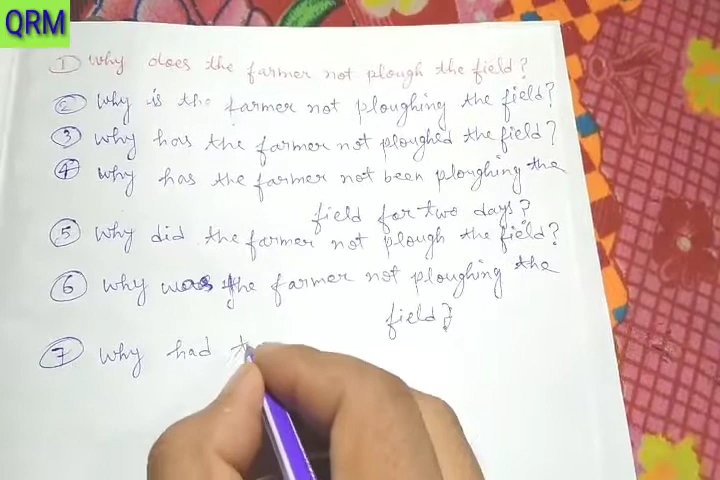 QRM
① Why does the farmer not plough the field?
② Why is the farmer not ploughing the field?
③ Why has the farmer not ploughed the field?
④ Why has the farmer not been ploughing the
field for two days?
⑤ Why did the farmer not plough the field?
⑥ Why was the farmer not ploughing the
field?
⑦ Why had